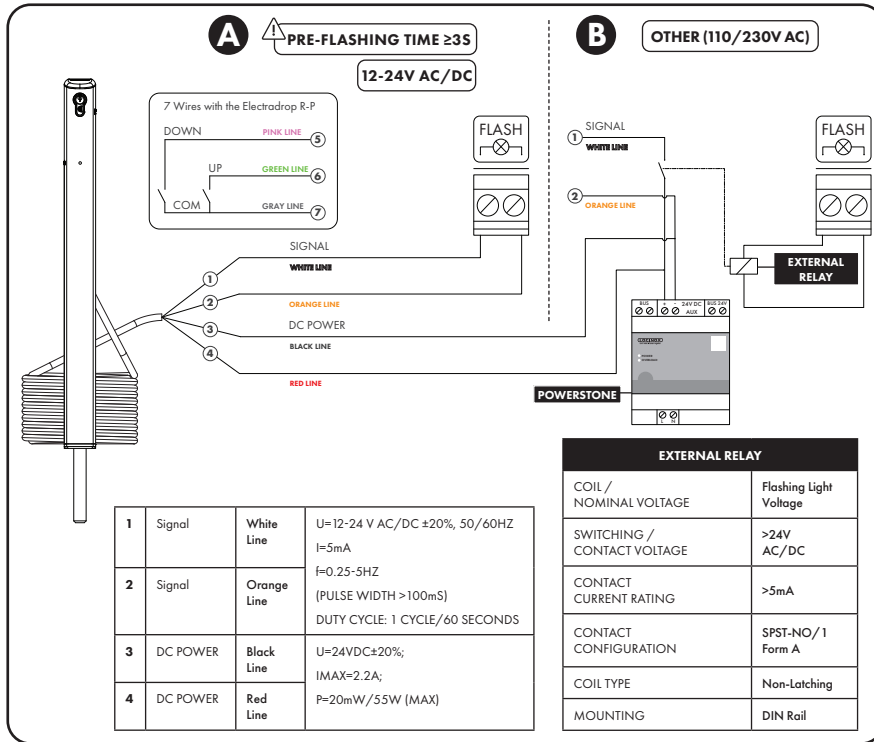 A
PRE-FLASHING TIME ≥3S
12-24V AC/DC
7 Wires with the Electradrop R-P
DOWN
PINK LINE
5
UP
GREEN LINE
6
COM
GRAY LINE
7
FLASH
SIGNAL
1
WHITE LINE
2
ORANGE LINE
3
DC POWER
BLACK LINE
4
RED LINE
B
OTHER (110/230V AC)
1
SIGNAL
WHITE LINE
2
ORANGE LINE
FLASH
EXTERNAL
RELAY
BUS
+ -
24V DC
AUX
BUS 24V
POWERSTONE
L N
1 Signal White Line
2 Signal Orange Line
U=12-24 V AC/DC ±20%, 50/60HZ
I=5mA
f=0.25-5HZ
(PULSE WIDTH >100mS)
DUTY CYCLE: 1 CYCLE/60 SECONDS
3 DC POWER Black Line
4 DC POWER Red Line
U=24VDC±20%;
IMAX=2.2A;
P=20mW/55W (MAX)
EXTERNAL RELAY
COIL /
NOMINAL VOLTAGE
Flashing Light
Voltage
SWITCHING /
CONTACT VOLTAGE
>24V
AC/DC
CONTACT
CURRENT RATING
>5mA
CONTACT
CONFIGURATION
SPST-NO/1
Form A
COIL TYPE
Non-Latching
MOUNTING
DIN Rail